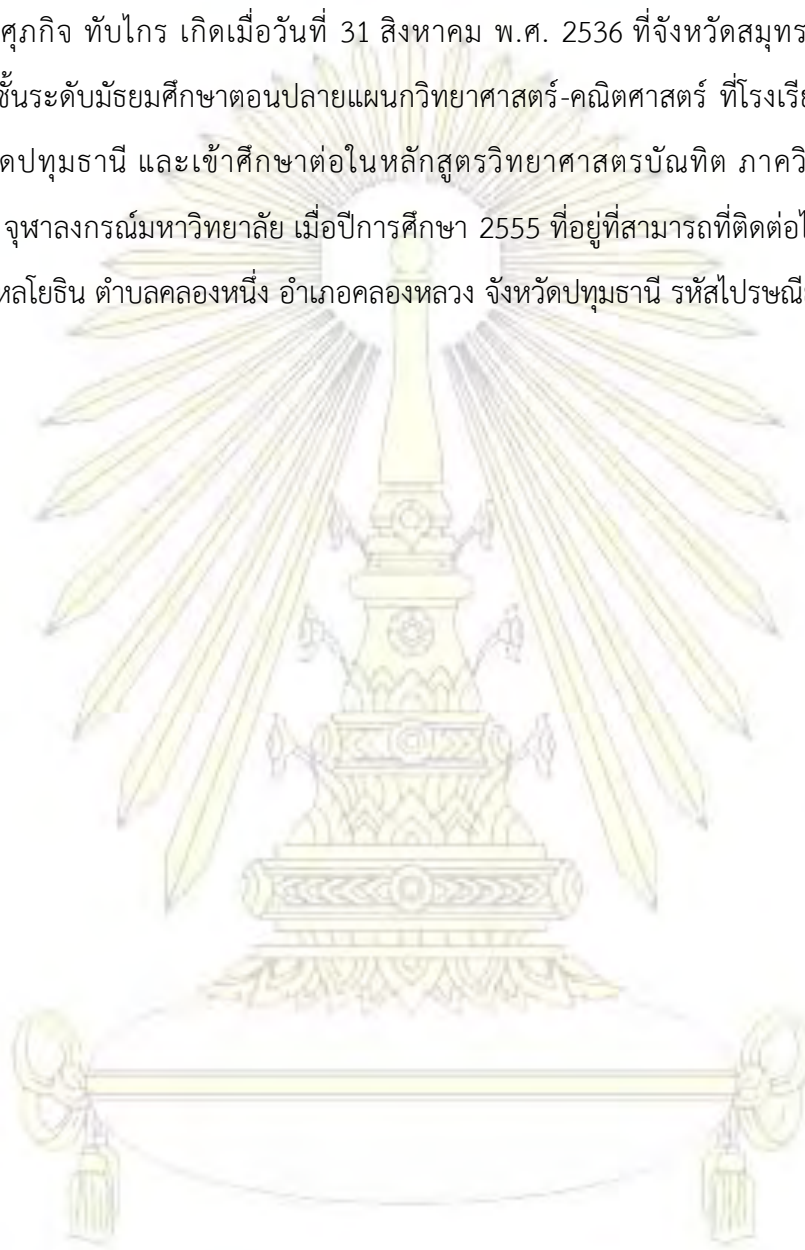 ศุภกิจ ทับไกร เกิดเมื่อวันที่ 31 สิงหาคม พ.ศ. 2536 ที่จังหวัดสมุทร
ชั้นระดับมัธยมศึกษาตอนปลายแผนกวิทยาศาสตร์-คณิตศาสตร์ ที่โรงเรีย
ดปทุมธานี และเข้าศึกษาต่อในหลักสูตรวิทยาศาสตรบัณฑิต ภาควิ
จุฬาลงกรณ์มหาวิทยาลัย เมื่อปีการศึกษา 2555 ที่อยู่ที่สามารถที่ติดต่อไ
หลโยธิน ตำบลคลองหนึ่ง อำเภอคลองหลวง จังหวัดปทุมธานี รหัสไปรษณีย